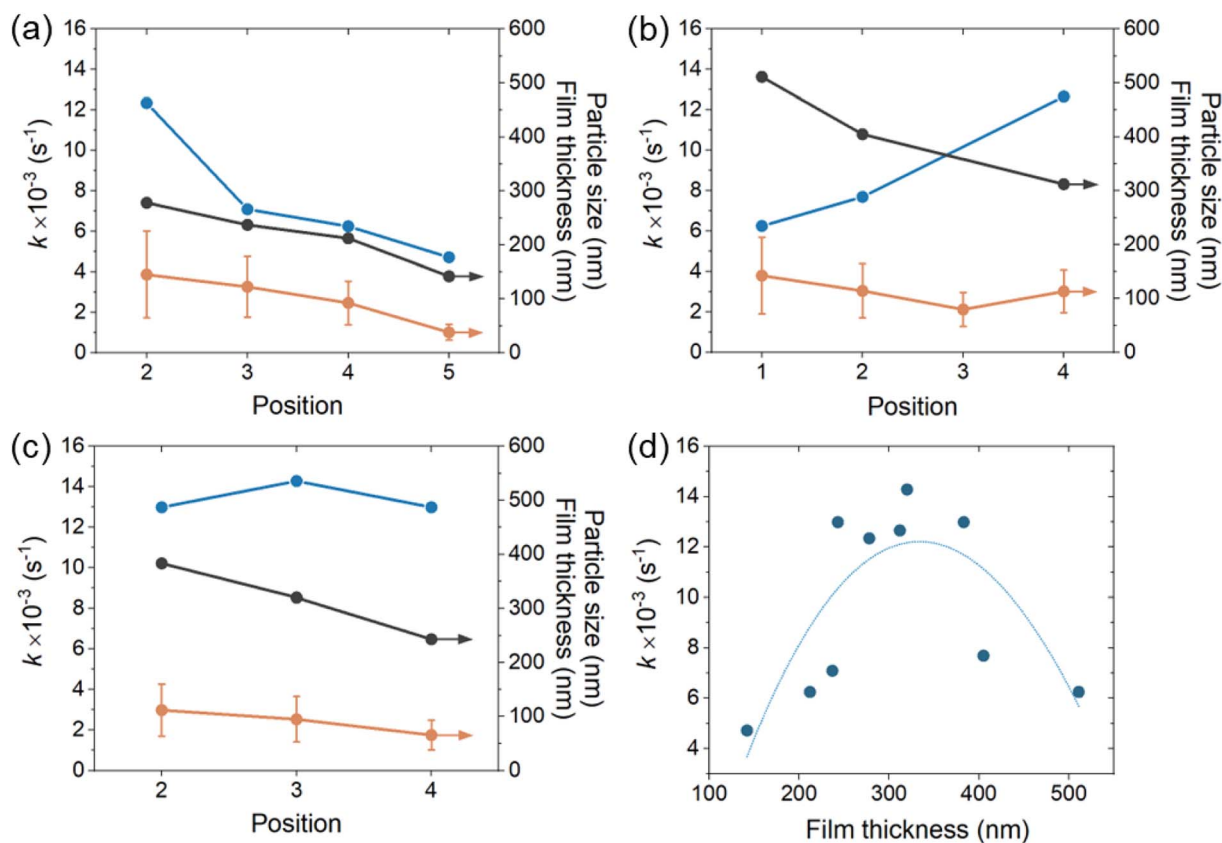 (a)
16
14
12
10
8
6
4
2
0
k ×10⁻³ (s⁻¹)
600
500
400
300
200
100
0
Particle size (nm)
Film thickness (nm)
2 3 4 5
Position
(b)
16
14
12
10
8
6
4
2
0
k ×10⁻³ (s⁻¹)
600
500
400
300
200
100
0
Particle size (nm)
Film thickness (nm)
1 2 3 4
Position
(c)
16
14
12
10
8
6
4
2
0
k ×10⁻³ (s⁻¹)
600
500
400
300
200
100
0
Particle size (nm)
Film thickness (nm)
2 3 4
Position
(d)
16
14
12
10
8
6
4
k ×10⁻³ (s⁻¹)
100 200 300 400 500
Film thickness (nm)